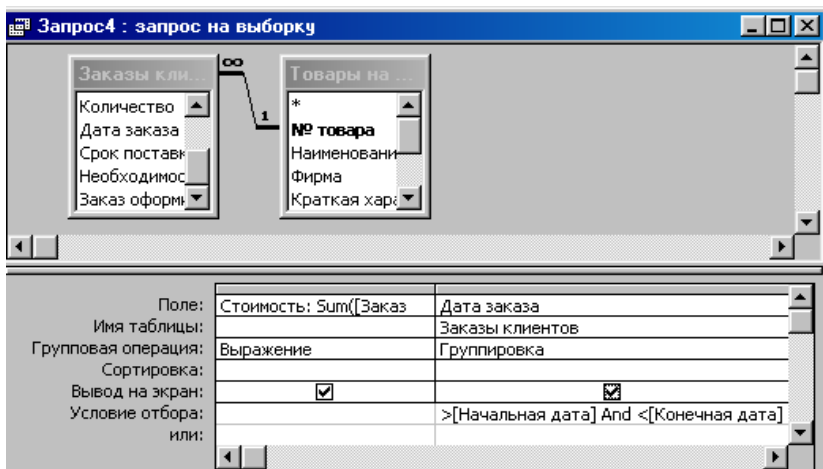 Запрос4 : запрос на выборку
Заказы кли...
Количество
Дата заказа
Срок поставк
Необходимос
Заказ оформи
∞
1
Товары на ...
*
№ товара
Наименовани
Фирма
Краткая хара
Поле: Стоимость: Sum([Заказ Дата заказа
Имя таблицы: Заказы клиентов
Групповая операция: Выражение Группировка
Сортировка:
Вывод на экран:
Условие отбора: >[Начальная дата] And <[Конечная дата]
или: